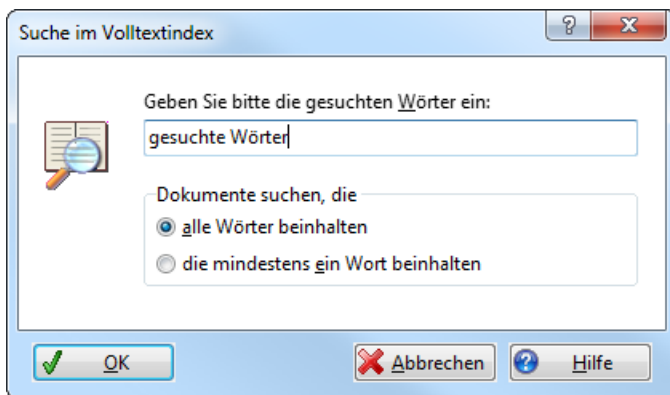 Suche im Volltextindex
Geben Sie bitte die gesuchten Wörter ein:
gesuchte Wörter
Dokumente suchen, die
alle Wörter beinhalten
die mindestens ein Wort beinhalten
OK Abbrechen Hilfe